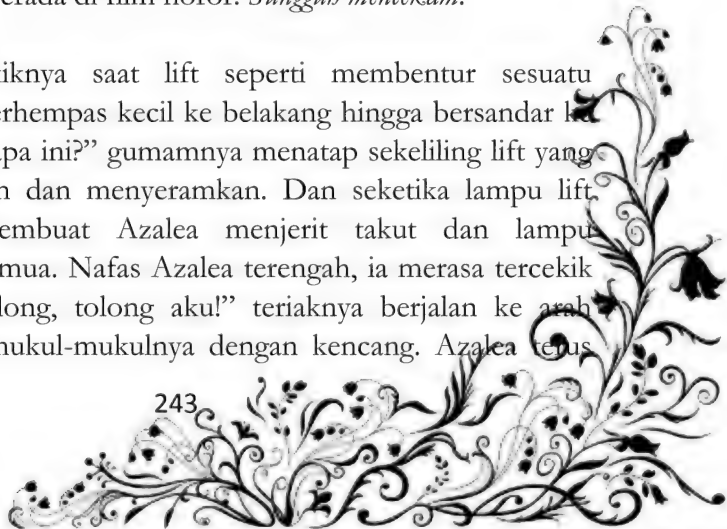 erada di film horor. Sungguh mencekam.
tiknya saat lift seperti membentur sesuatu
erhempas kecil ke belakang hingga bersandar ke
apa ini?” gumamnya menatap sekeliling lift yang
n dan menyeramkan. Dan seketika lampu lift
embuat Azalea menjerit takut dan lampu
mua. Nafas Azalea terengah, ia merasa tercekik
long, tolong aku!” teriaknya berjalan ke arah
nukul-mukulnya dengan kencang. Azalea terus
243